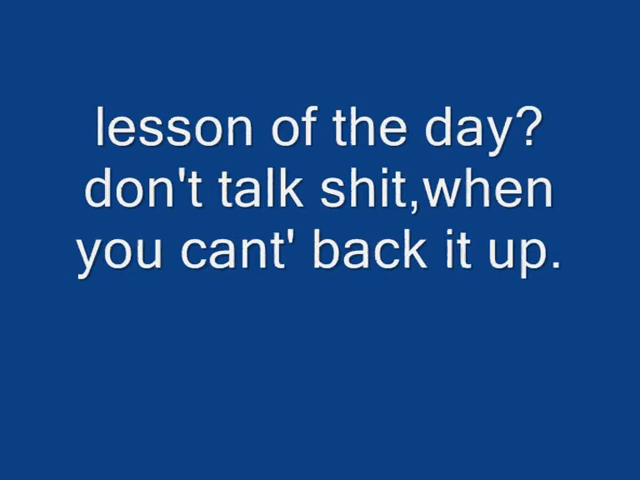 lesson of the day?
don't talk shit,when
you cant' back it up.